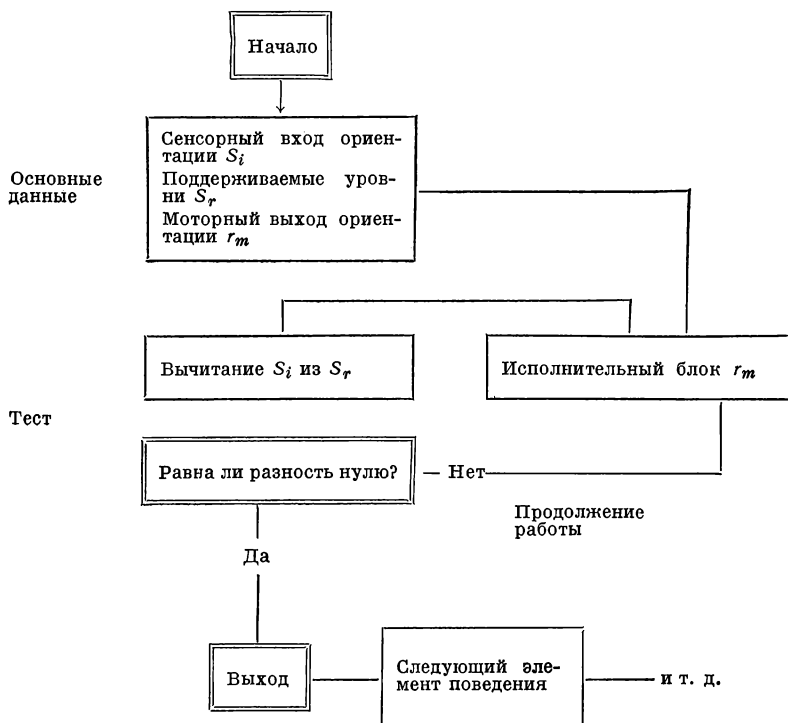 Начало
Основные
данные
Сенсорный вход ориен-
тации Si
Поддерживаемые уров-
ни Sr
Моторный выход ориен-
тации rm
Вычитание Si из Sr
Исполнительный блок rm
Тест
Равна ли разность нулю?
— Нет
Продолжение
работы
Да
Выход
Следующий эле-
мент поведения
и т. д.